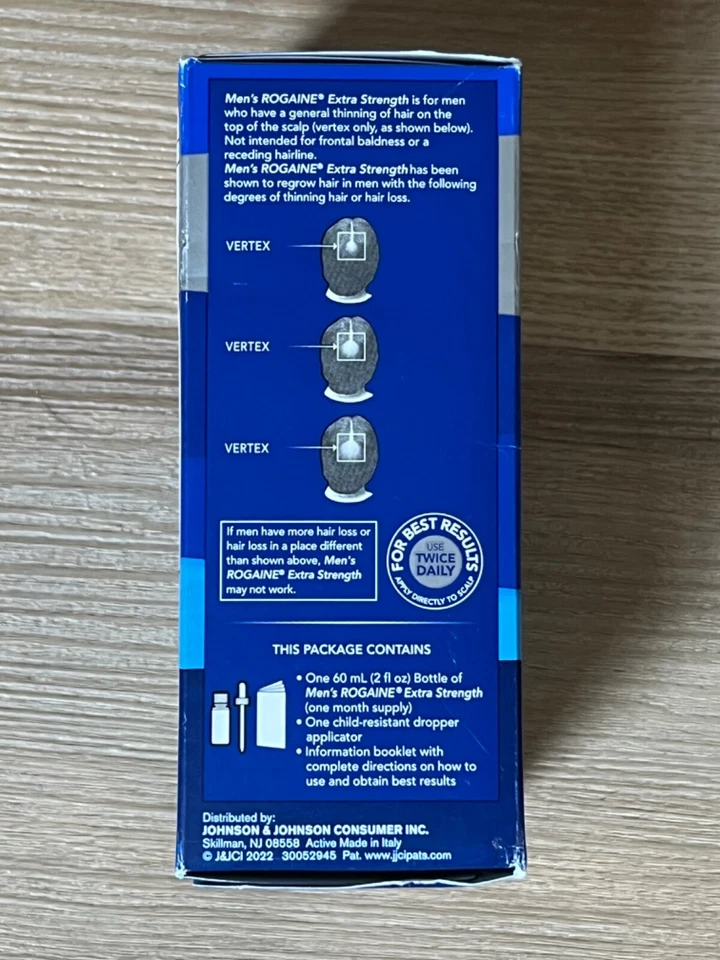 Men's ROGAINE® Extra Strength is for men
who have a general thinning of hair on the
top of the scalp (vertex only, as shown below).
Not intended for frontal baldness or a
receding hairline.
Men's ROGAINE® Extra Strength has been
shown to regrow hair in men with the following
degrees of thinning hair or hair loss.
VERTEX
VERTEX
VERTEX
If men have more hair loss or
hair loss in a place different
than shown above, Men's
ROGAINE® Extra Strength
may not work.
FOR BEST RESULTS
USE
TWICE
DAILY
APPLY DIRECTLY TO SCALP
THIS PACKAGE CONTAINS
• One 60 mL (2 fl oz) Bottle of
Men's ROGAINE® Extra Strength
(one month supply)
• One child-resistant dropper
applicator
• Information booklet with
complete directions on how to
use and obtain best results
Distributed by:
JOHNSON & JOHNSON CONSUMER INC.
Skillman, NJ 08558 Active Made in Italy
© J&JCI 2022 30052945 Pat. www.jjcipats.com